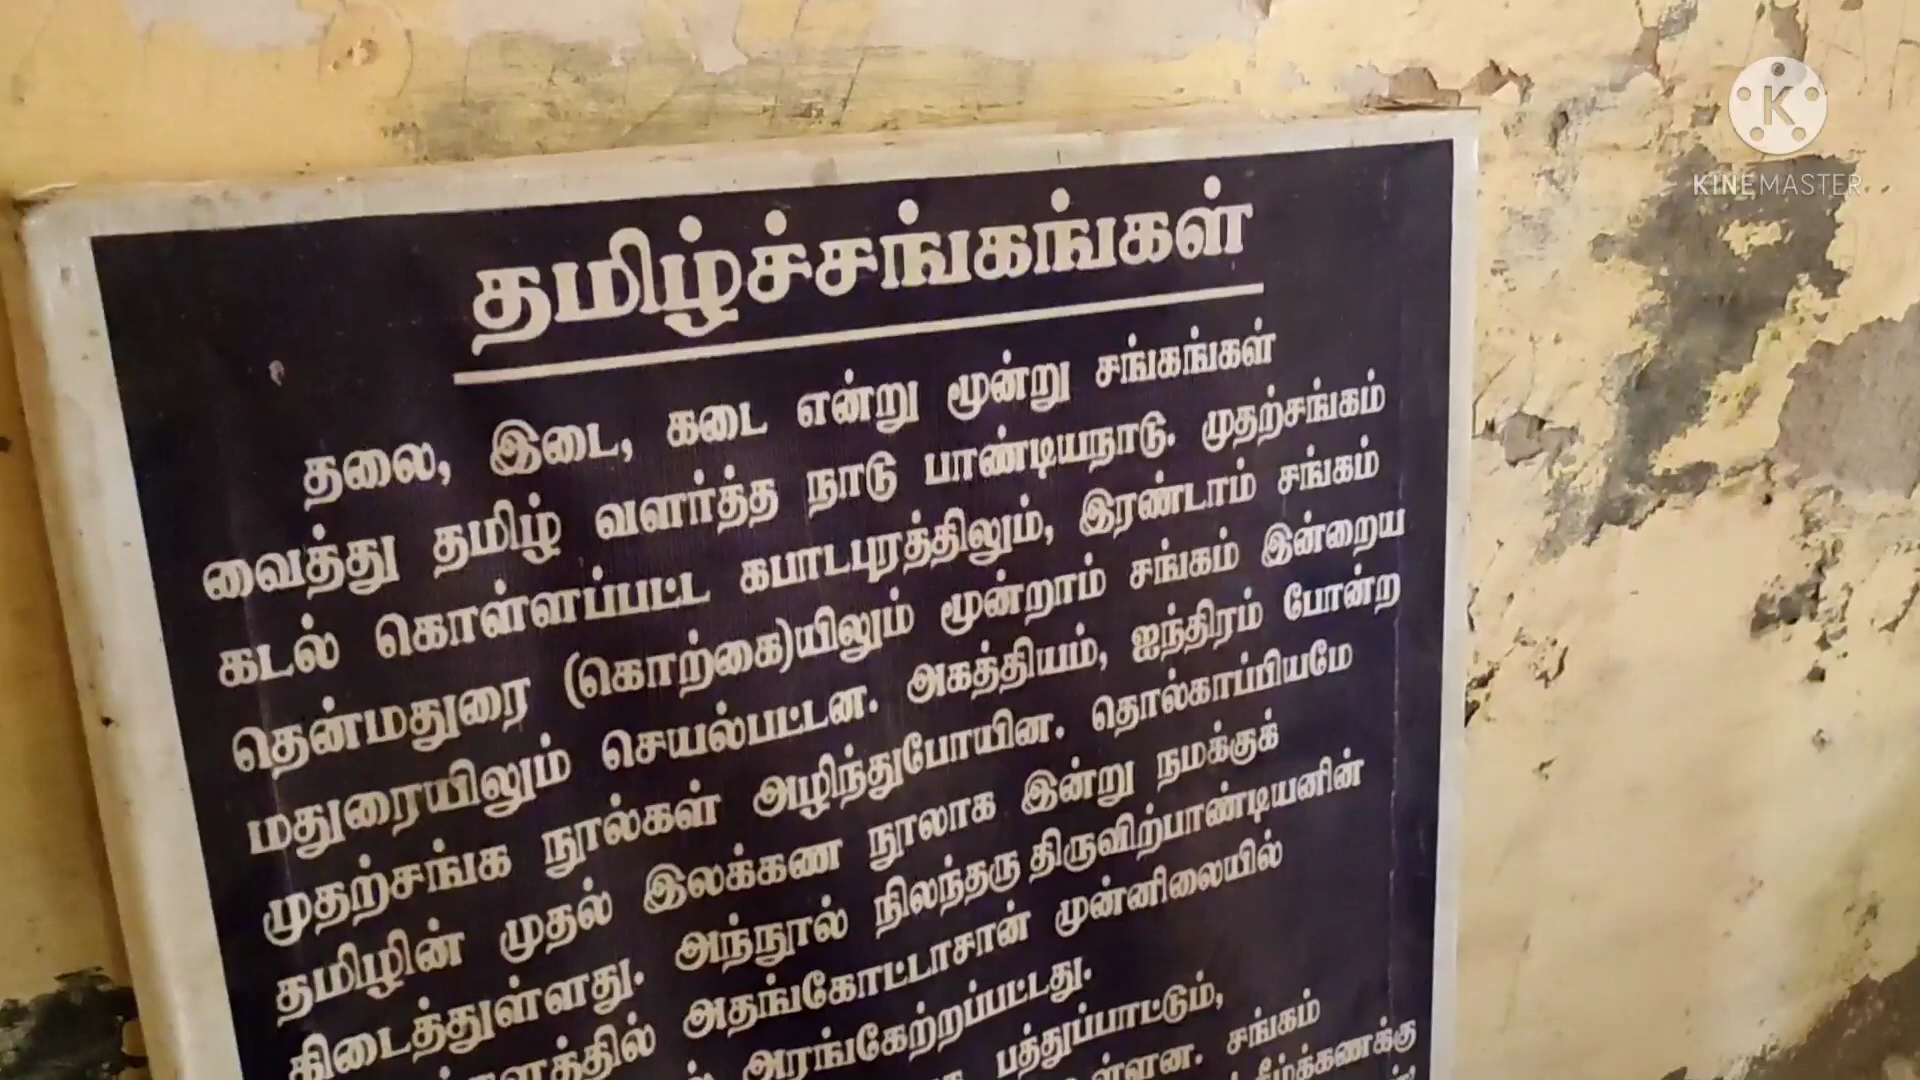 தமிழ்ச்சங்கங்கள்
தலை, இடை, கடை என்று மூன்று சங்கங்கள்
வைத்து தமிழ் வளர்த்த நாடு பாண்டியநாடு. முதற்சங்கம்
கடல் கொள்ளப்பட்ட கபாடபுரத்திலும், இரண்டாம் சங்கம்
தென்மதுரை (கொற்கை)யிலும் மூன்றாம் சங்கம் இன்றைய
மதுரையிலும் செயல்பட்டன. அகத்தியம், ஐந்திரம் போன்ற
முதற்சங்க நூல்கள் அழிந்துபோயின. தொல்காப்பியமே
தமிழின் முதல் இலக்கண நூலாக இன்று நமக்குக்
கிடைத்துள்ளது. அந்நூல் நிலந்தரு திருவிற்பாண்டியனின்
அதங்கோட்டாசான் முன்னிலையில்
அரங்கேற்றப்பட்டது.
பத்துப்பாட்டும்,
சங்கம்
KINEMASTER